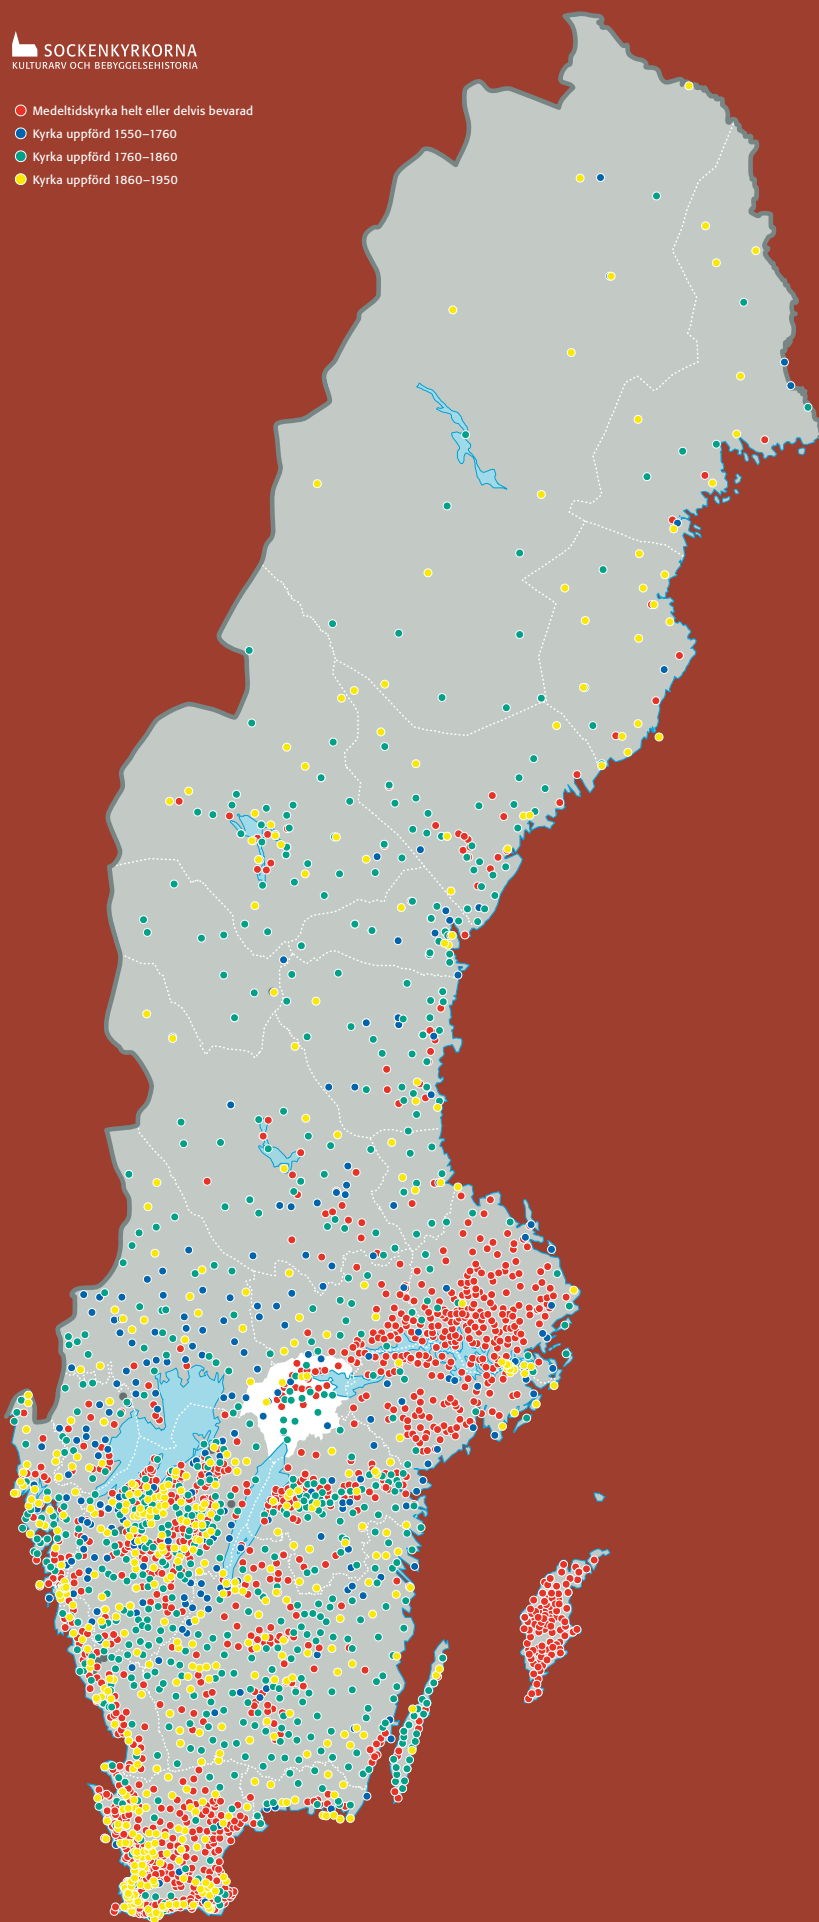 SOCKENKYRKORNA
KULTURARV OCH BEBYGGELSEHISTORIA
Medeltidskyrka helt eller delvis bevarad
Kyrka uppförd 1550–1760
Kyrka uppförd 1760–1860
Kyrka uppförd 1860–1950